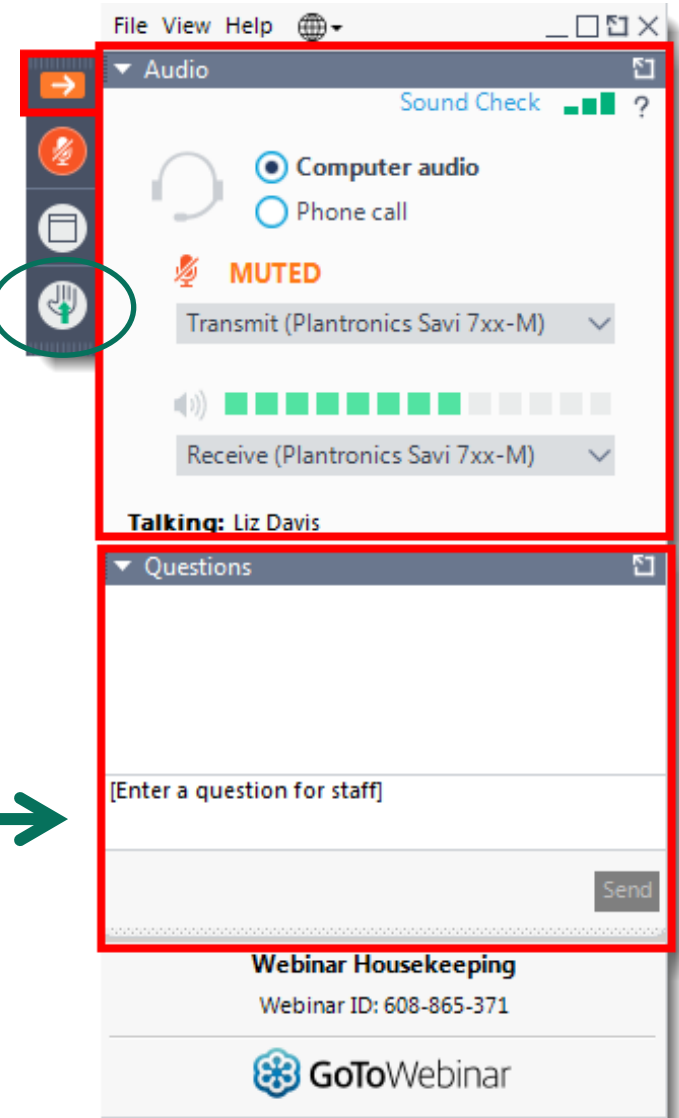 File View Help
Audio
Sound Check ?
Computer audio
Phone call
MUTED
Transmit (Plantronics Savi 7xx-M)
Receive (Plantronics Savi 7xx-M)
Talking: Liz Davis
Questions
[Enter a question for staff]
Send
Webinar Housekeeping
Webinar ID: 608-865-371
GoToWebinar